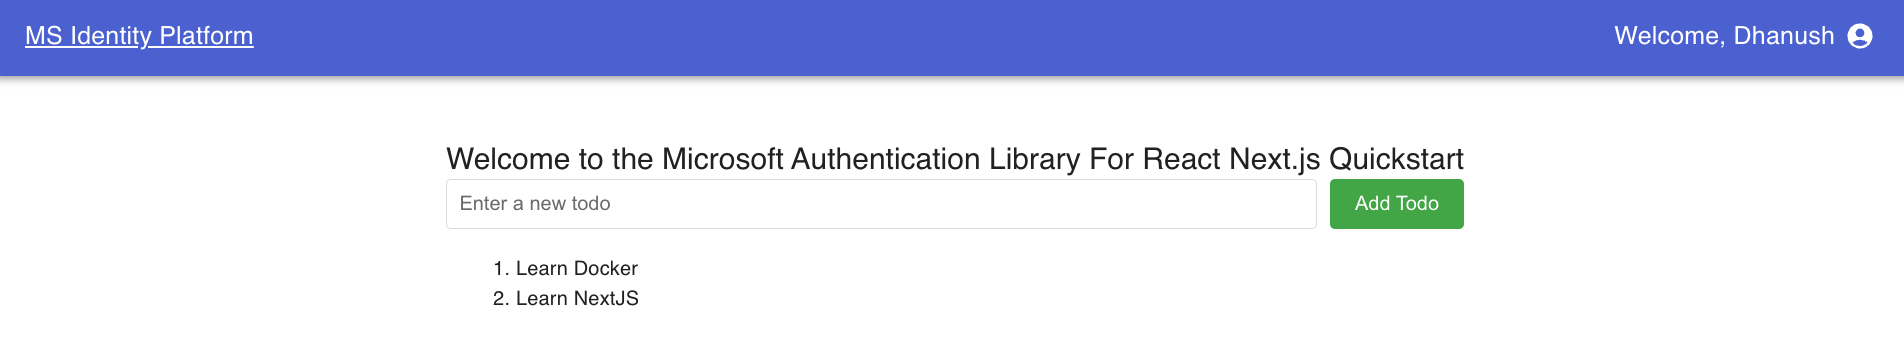 MS Identity Platform
Welcome, Dhanush
Welcome to the Microsoft Authentication Library For React Next.js Quickstart
Enter a new todo
Add Todo
1. Learn Docker
2. Learn NextJS